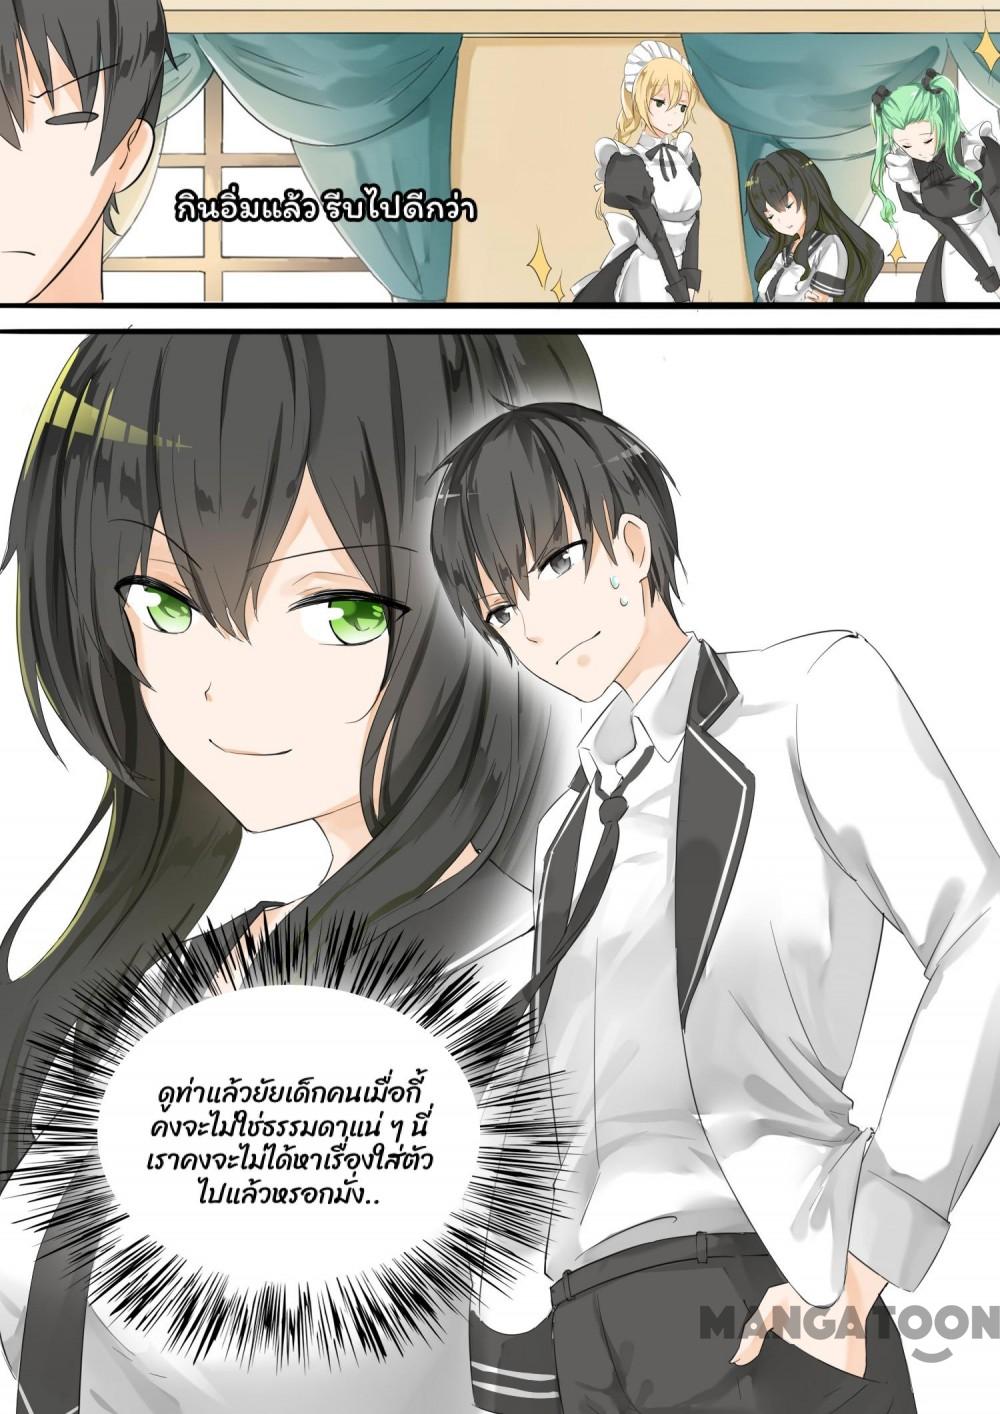 กินอิ่มแล้ว รีบไปดีกว่า
ดูท่าแล้วยัยเด็กคนเมื่อกี้
คงจะไม่ใช่ธรรมดาแน่ ๆ นี่
เราคงจะไม่ได้หาเรื่องใส่ตัว
ไปแล้วหรอกมั้ง..
MANGATOON